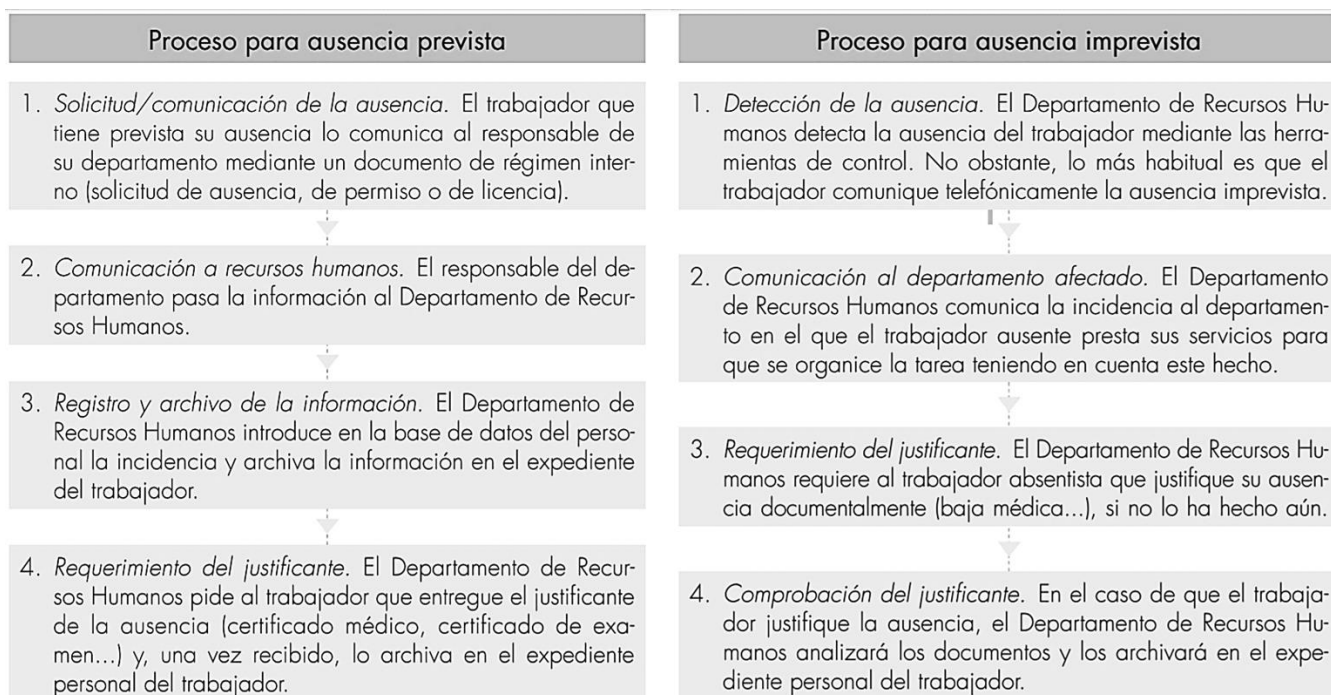 Proceso para ausencia prevista
1. Solicitud/comunicación de la ausencia. El trabajador que
tiene prevista su ausencia lo comunica al responsable de
su departamento mediante un documento de régimen inter-
no (solicitud de ausencia, de permiso o de licencia).
2. Comunicación a recursos humanos. El responsable del de-
partamento pasa la información al Departamento de Recur-
sos Humanos.
3. Registro y archivo de la información. El Departamento de
Recursos Humanos introduce en la base de datos del perso-
nal la incidencia y archiva la información en el expediente
del trabajador.
4. Requerimiento del justificante. El Departamento de Recur-
sos Humanos pide al trabajador que entregue el justificante
de la ausencia (certificado médico, certificado de exa-
men...) y, una vez recibido, lo archiva en el expediente
personal del trabajador.
Proceso para ausencia imprevista
1. Detección de la ausencia. El Departamento de Recursos Hu-
manos detecta la ausencia del trabajador mediante las herra-
mientas de control. No obstante, lo más habitual es que el
trabajador comunique telefónicamente la ausencia imprevista.
2. Comunicación al departamento afectado. El Departamento
de Recursos Humanos comunica la incidencia al departamen-
to en el que el trabajador ausente presta sus servicios para
que se organice la tarea teniendo en cuenta este hecho.
3. Requerimiento del justificante. El Departamento de Recursos Hu-
manos requiere al trabajador absentista que justifique su ausen-
cia documentalmente (baja médica...), si no lo ha hecho aún.
4. Comprobación del justificante. En el caso de que el trabaja-
dor justifique la ausencia, el Departamento de Recursos Hu-
manos analizará los documentos y los archivará en el expe-
diente personal del trabajador.